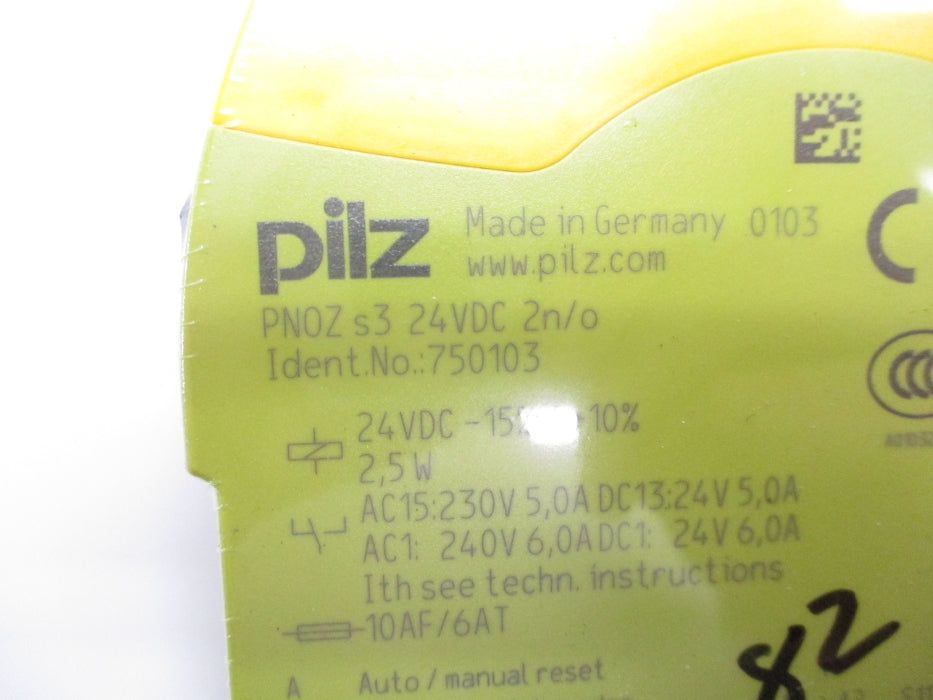 pilz Made in Germany 0103
www.pilz.com
PNOZ s3 24VDC 2n/o
Ident.No.:750103
24VDC -15% +10%
2,5 W
AC15:230V 5,0A DC13:24V 5,0A
AC1: 240V 6,0A DC1: 24V 6,0A
Ith see techn. instructions
10AF/6AT
A Auto / manual reset
82